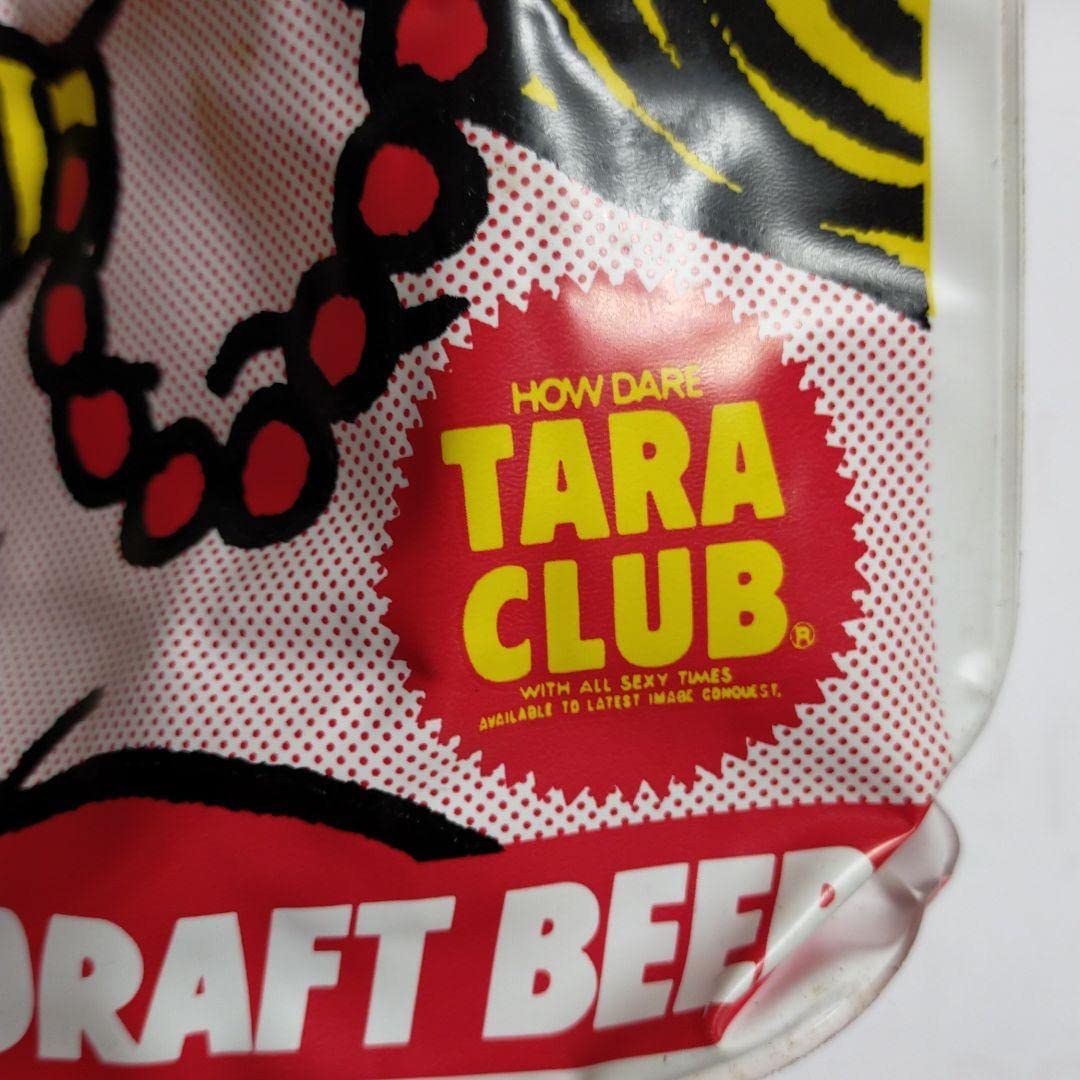 HOW DARE
TARA
CLUB®
WITH ALL SEXY TIMES
AVAILABLE TO LATEST IMAGE CONQUEST.
DRAFT BEER